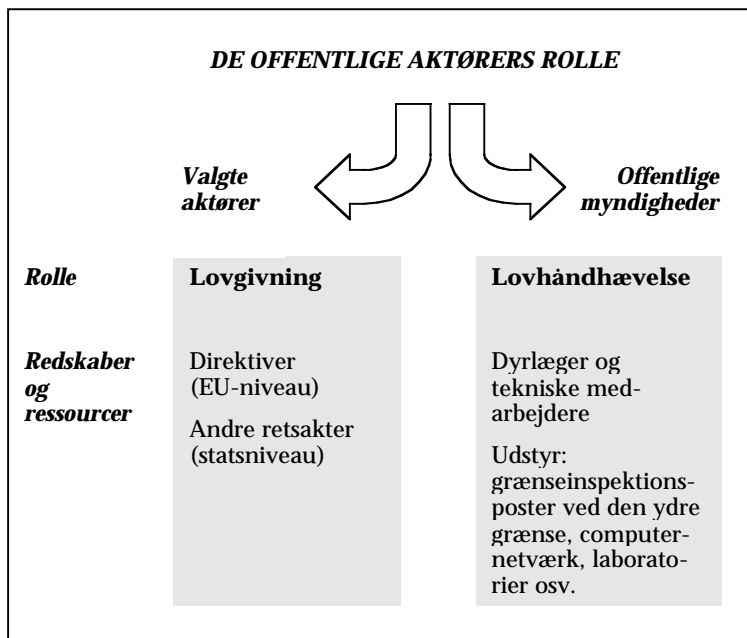 DE OFFENTLIGE AKTØRERS ROLLE
Valgte
aktører
Offentlige
myndigheder
Rolle
Lovgivning
Lovhåndhævelse
Redskaber
og
ressourcer
Direktiver
(EU-niveau)
Andre retsakter
(statsniveau)
Dyrlæger og
tekniske med-
arbejdere
Udstyr:
grænseinspektions-
poster ved den ydre
grænse, computer-
netværk, laborato-
rier osv.